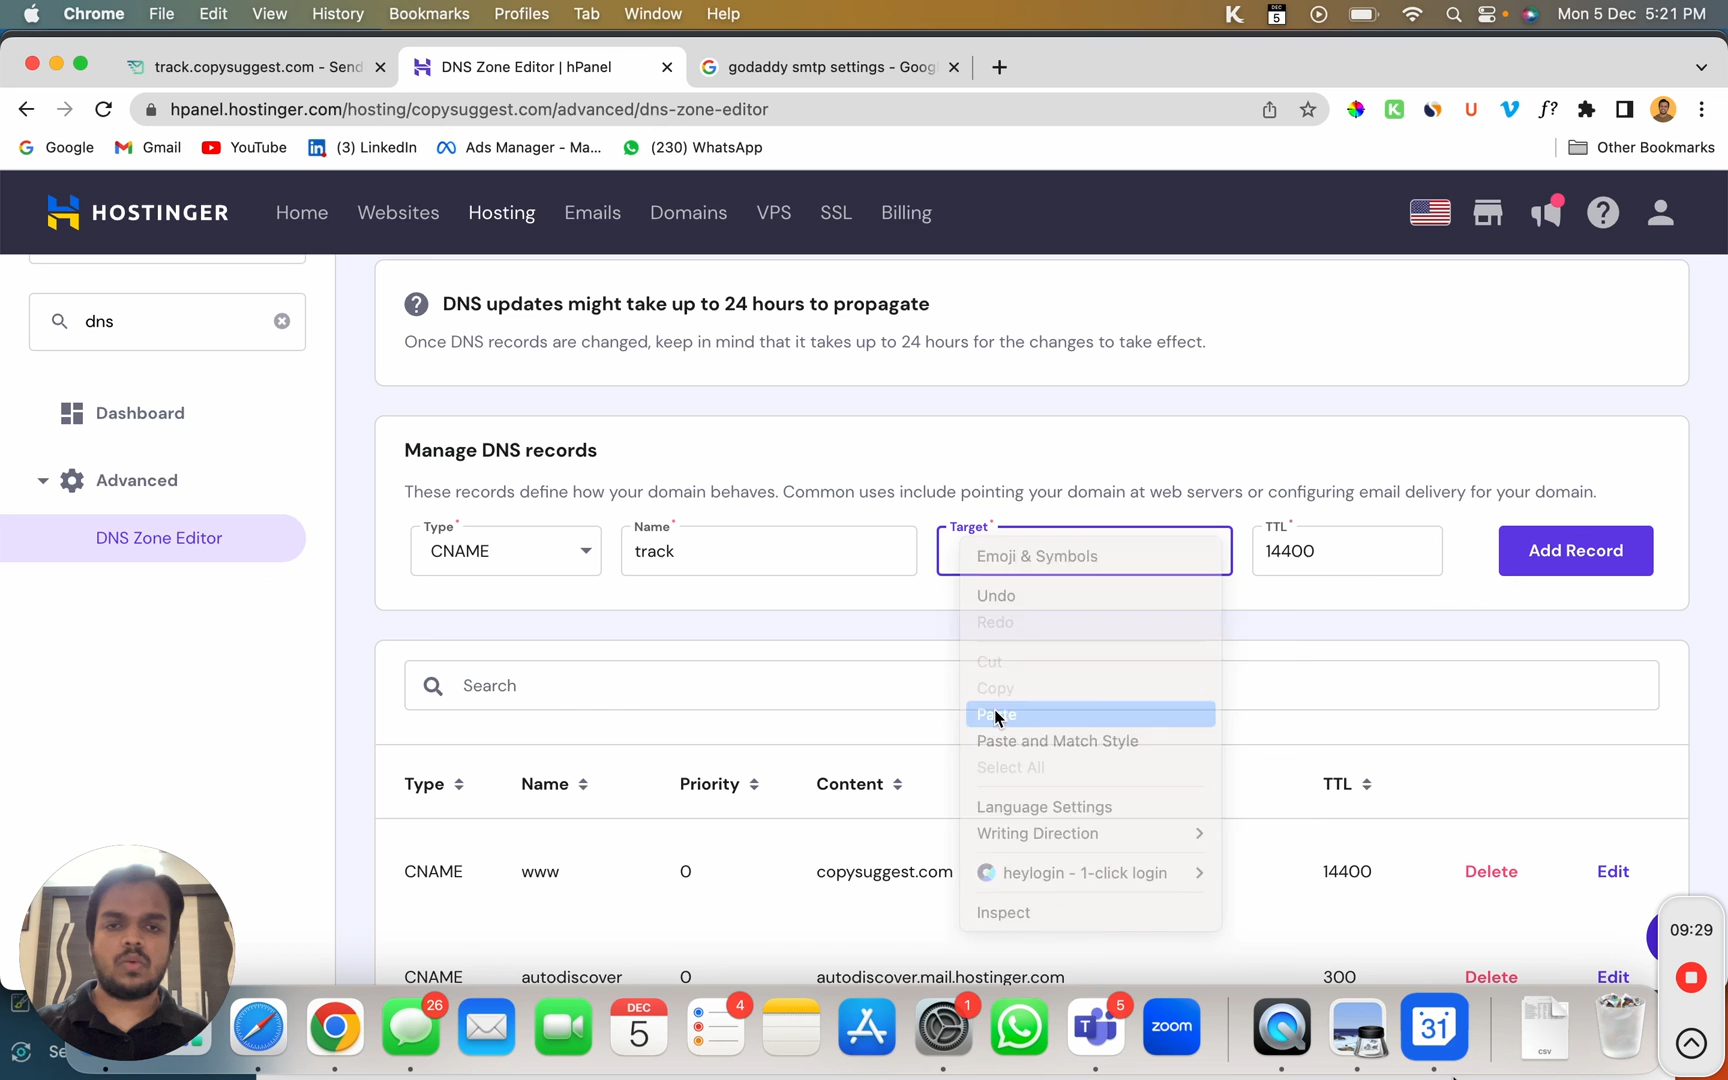 Chrome File Edit View History Bookmarks Profiles Tab Window Help DEC 5 Mon 5 Dec 5:21 PM
track.copysuggest.com - Send DNS Zone Editor | hPanel godaddy smtp settings - Goog
hpanel.hostinger.com/hosting/copysuggest.com/advanced/dns-zone-editor
Google Gmail YouTube (3) LinkedIn Ads Manager - Ma... (230) WhatsApp Other Bookmarks
HOSTINGER Home Websites Hosting Emails Domains VPS SSL Billing
dns
Dashboard
Advanced
DNS Zone Editor
DNS updates might take up to 24 hours to propagate
Once DNS records are changed, keep in mind that it takes up to 24 hours for the changes to take effect.
Manage DNS records
These records define how your domain behaves. Common uses include pointing your domain at web servers or configuring email delivery for your domain.
Type* Name* Target* TTL*
CNAME track 14400 Add Record
Emoji & Symbols
Undo
Redo
Cut
Copy
Paste
Paste and Match Style
Select All
Language Settings
Writing Direction
heylogin - 1-click login
Inspect
Search
Type Name Priority Content TTL
CNAME www 0 copysuggest.com 14400 Delete Edit
CNAME autodiscover 0 autodiscover.mail.hostinger.com 300 Delete Edit
09:29
Se
26 DEC 5 4 1 5 zoom 31 CSV